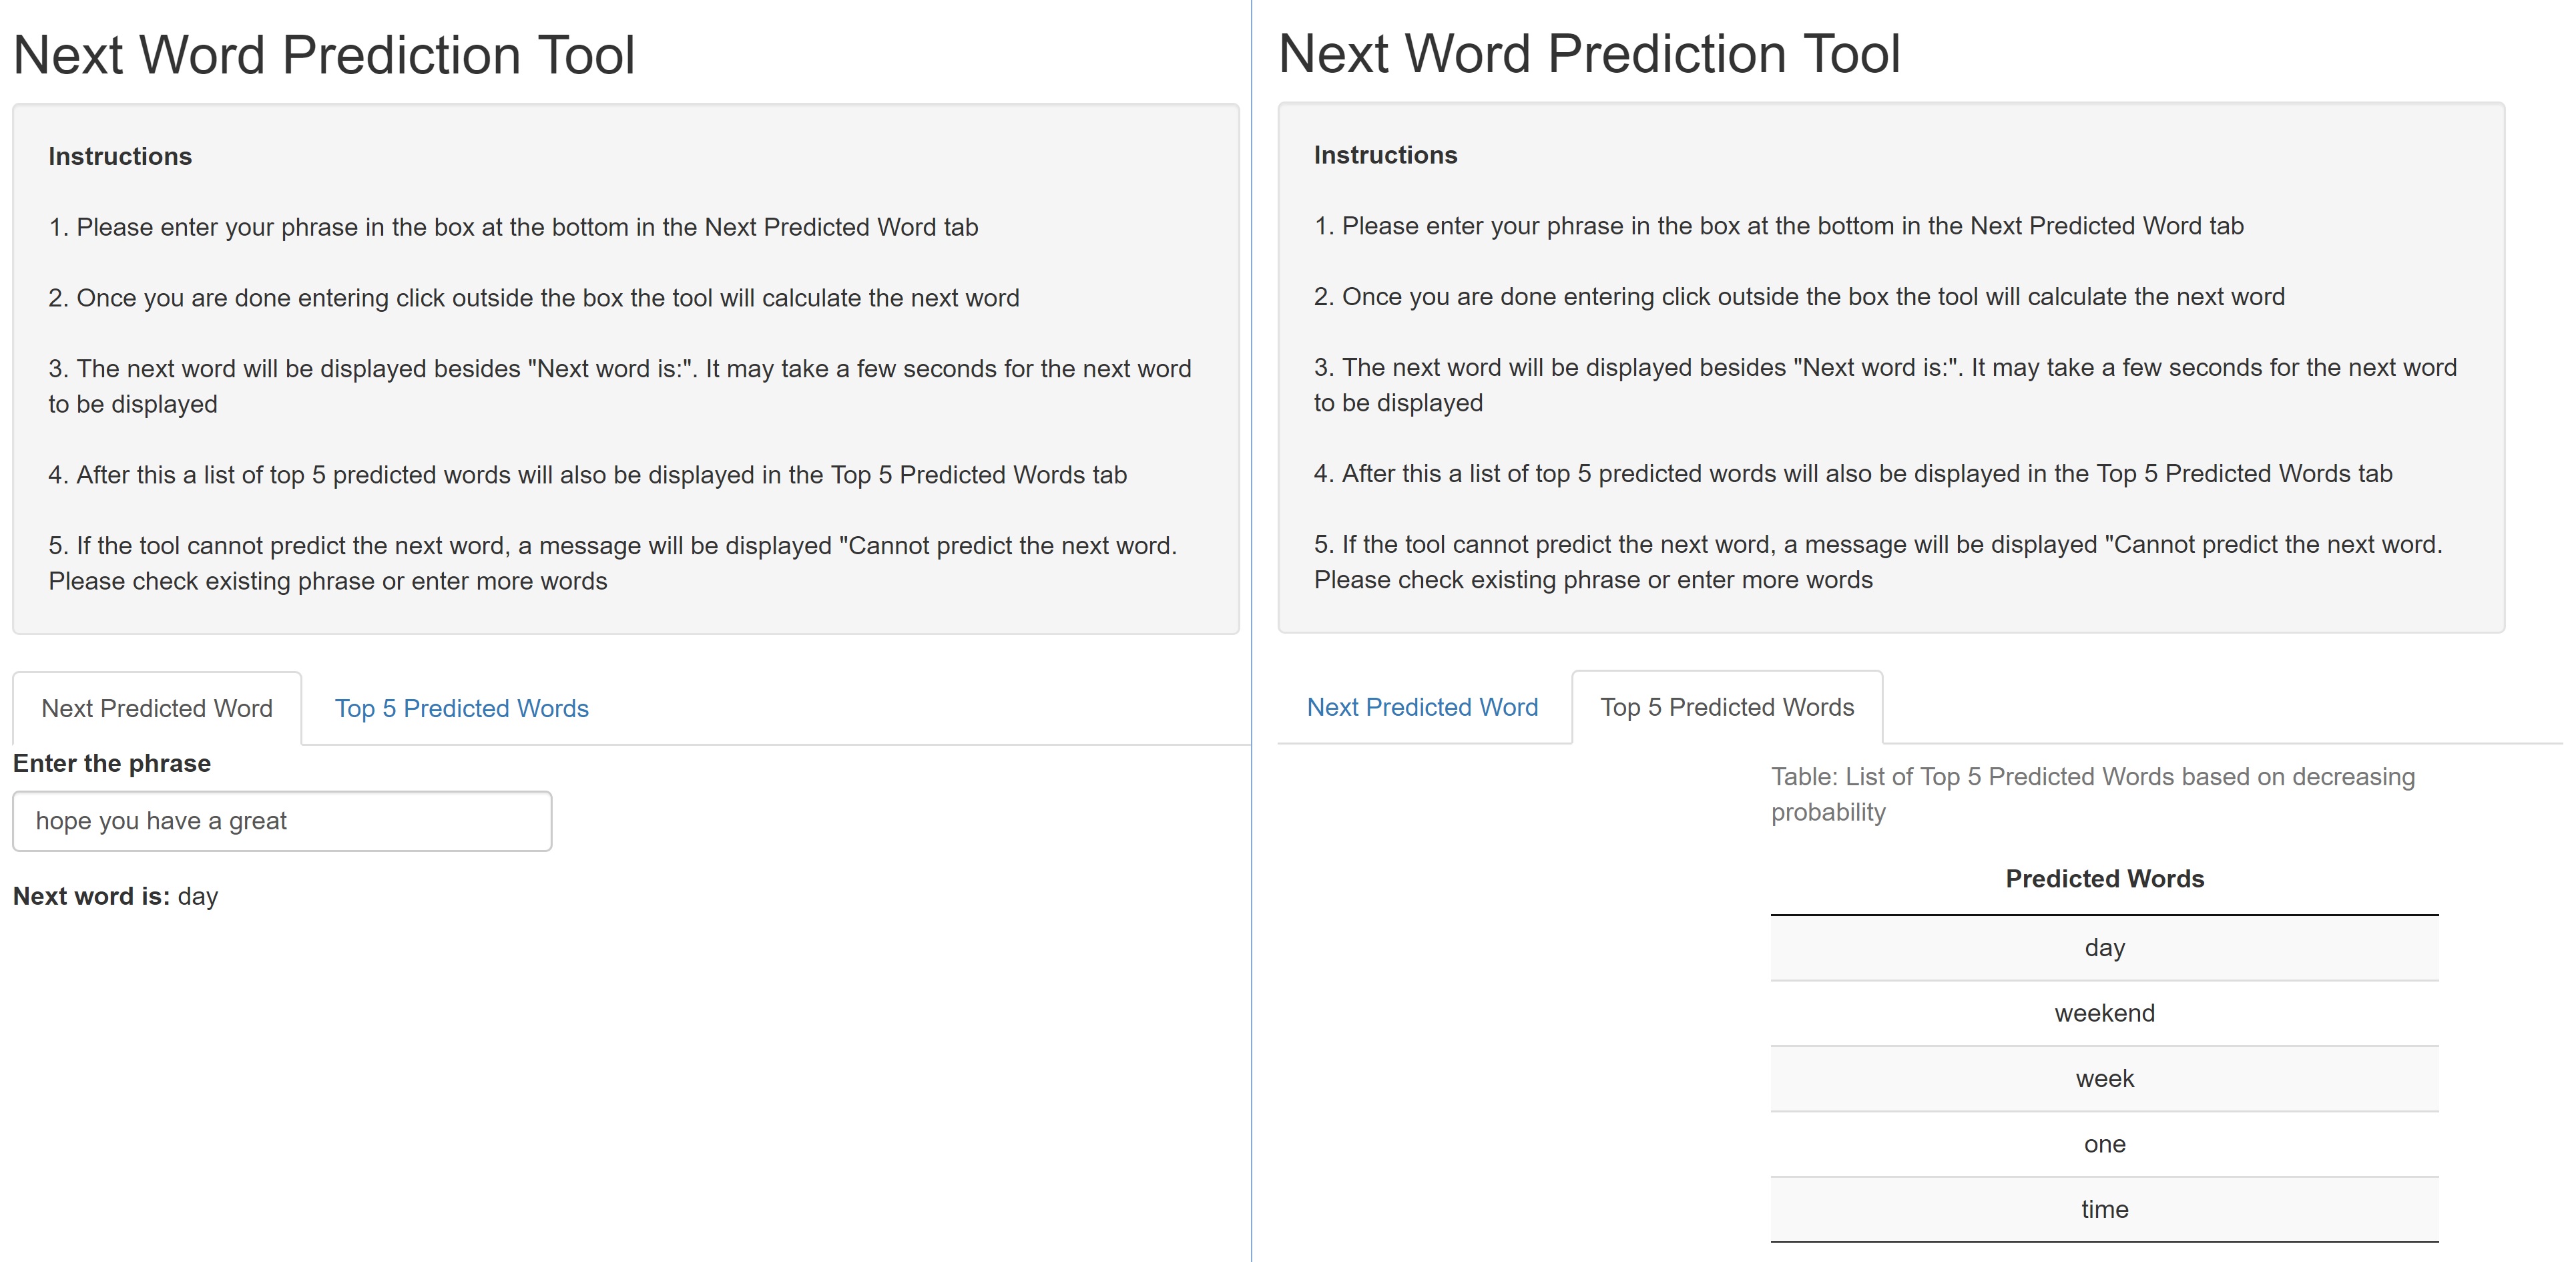 Next Word Prediction Tool
Instructions
1. Please enter your phrase in the box at the bottom in the Next Predicted Word tab
2. Once you are done entering click outside the box the tool will calculate the next word
3. The next word will be displayed besides "Next word is:". It may take a few seconds for the next word
to be displayed
4. After this a list of top 5 predicted words will also be displayed in the Top 5 Predicted Words tab
5. If the tool cannot predict the next word, a message will be displayed "Cannot predict the next word.
Please check existing phrase or enter more words
Next Predicted Word
Top 5 Predicted Words
Enter the phrase
hope you have a great
Next word is: day
Next Word Prediction Tool
Instructions
1. Please enter your phrase in the box at the bottom in the Next Predicted Word tab
2. Once you are done entering click outside the box the tool will calculate the next word
3. The next word will be displayed besides "Next word is:". It may take a few seconds for the next word
to be displayed
4. After this a list of top 5 predicted words will also be displayed in the Top 5 Predicted Words tab
5. If the tool cannot predict the next word, a message will be displayed "Cannot predict the next word.
Please check existing phrase or enter more words
Next Predicted Word
Top 5 Predicted Words
Table: List of Top 5 Predicted Words based on decreasing
probability
Predicted Words
day
weekend
week
one
time